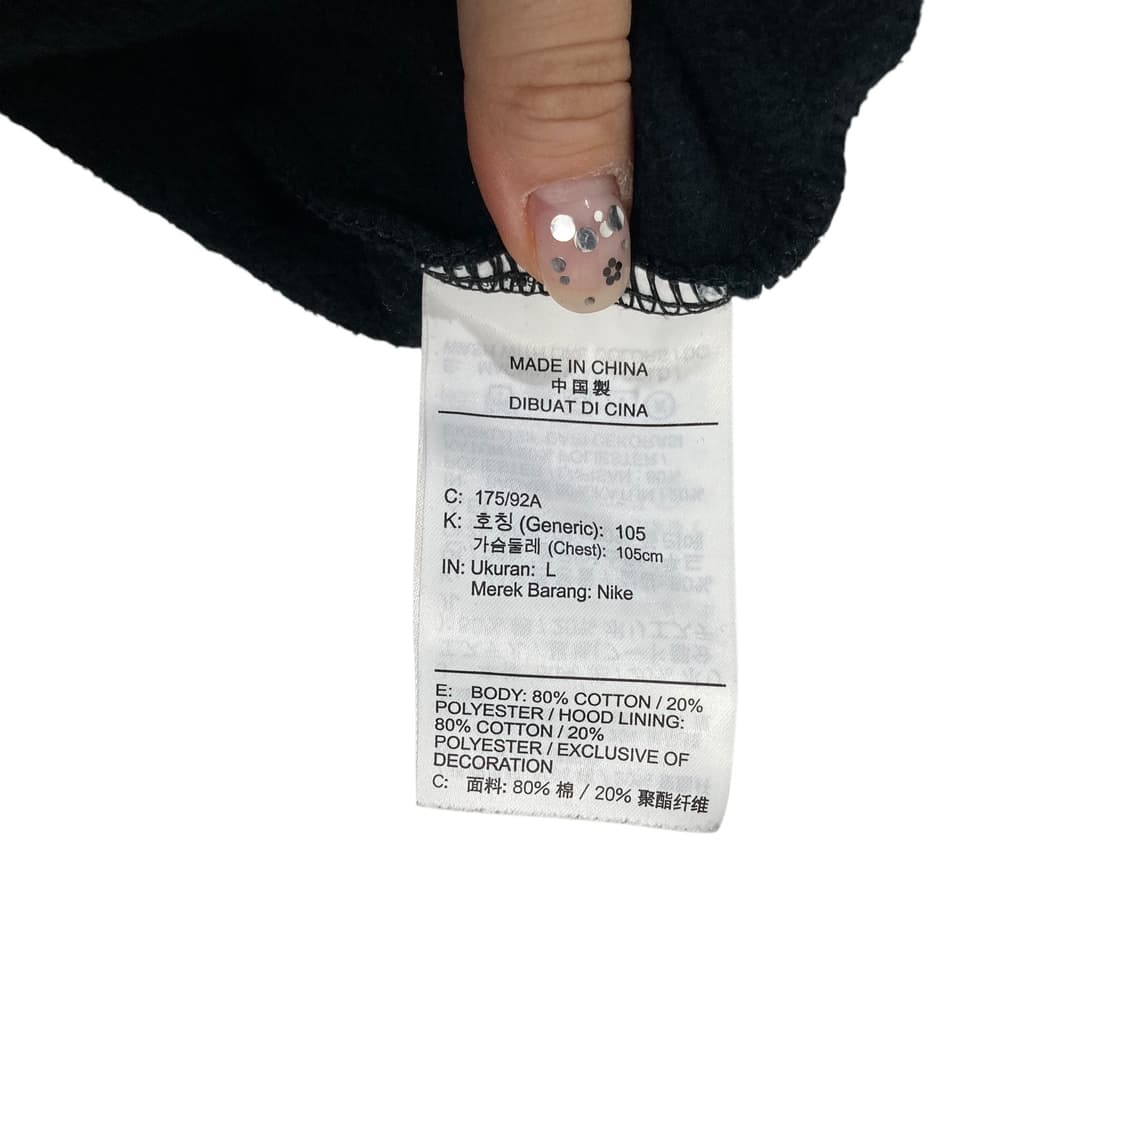 MADE IN CHINA
中国製
DIBUAT DI CINA
C: 175/92A
K: 호칭 (Generic): 105
가슴둘레 (Chest): 105cm
IN: Ukuran: L
Merek Barang: Nike
E: BODY: 80% COTTON / 20%
POLYESTER / HOOD LINING:
80% COTTON / 20%
POLYESTER / EXCLUSIVE OF
DECORATION
C: 面料: 80% 棉 / 20% 聚酯纤维